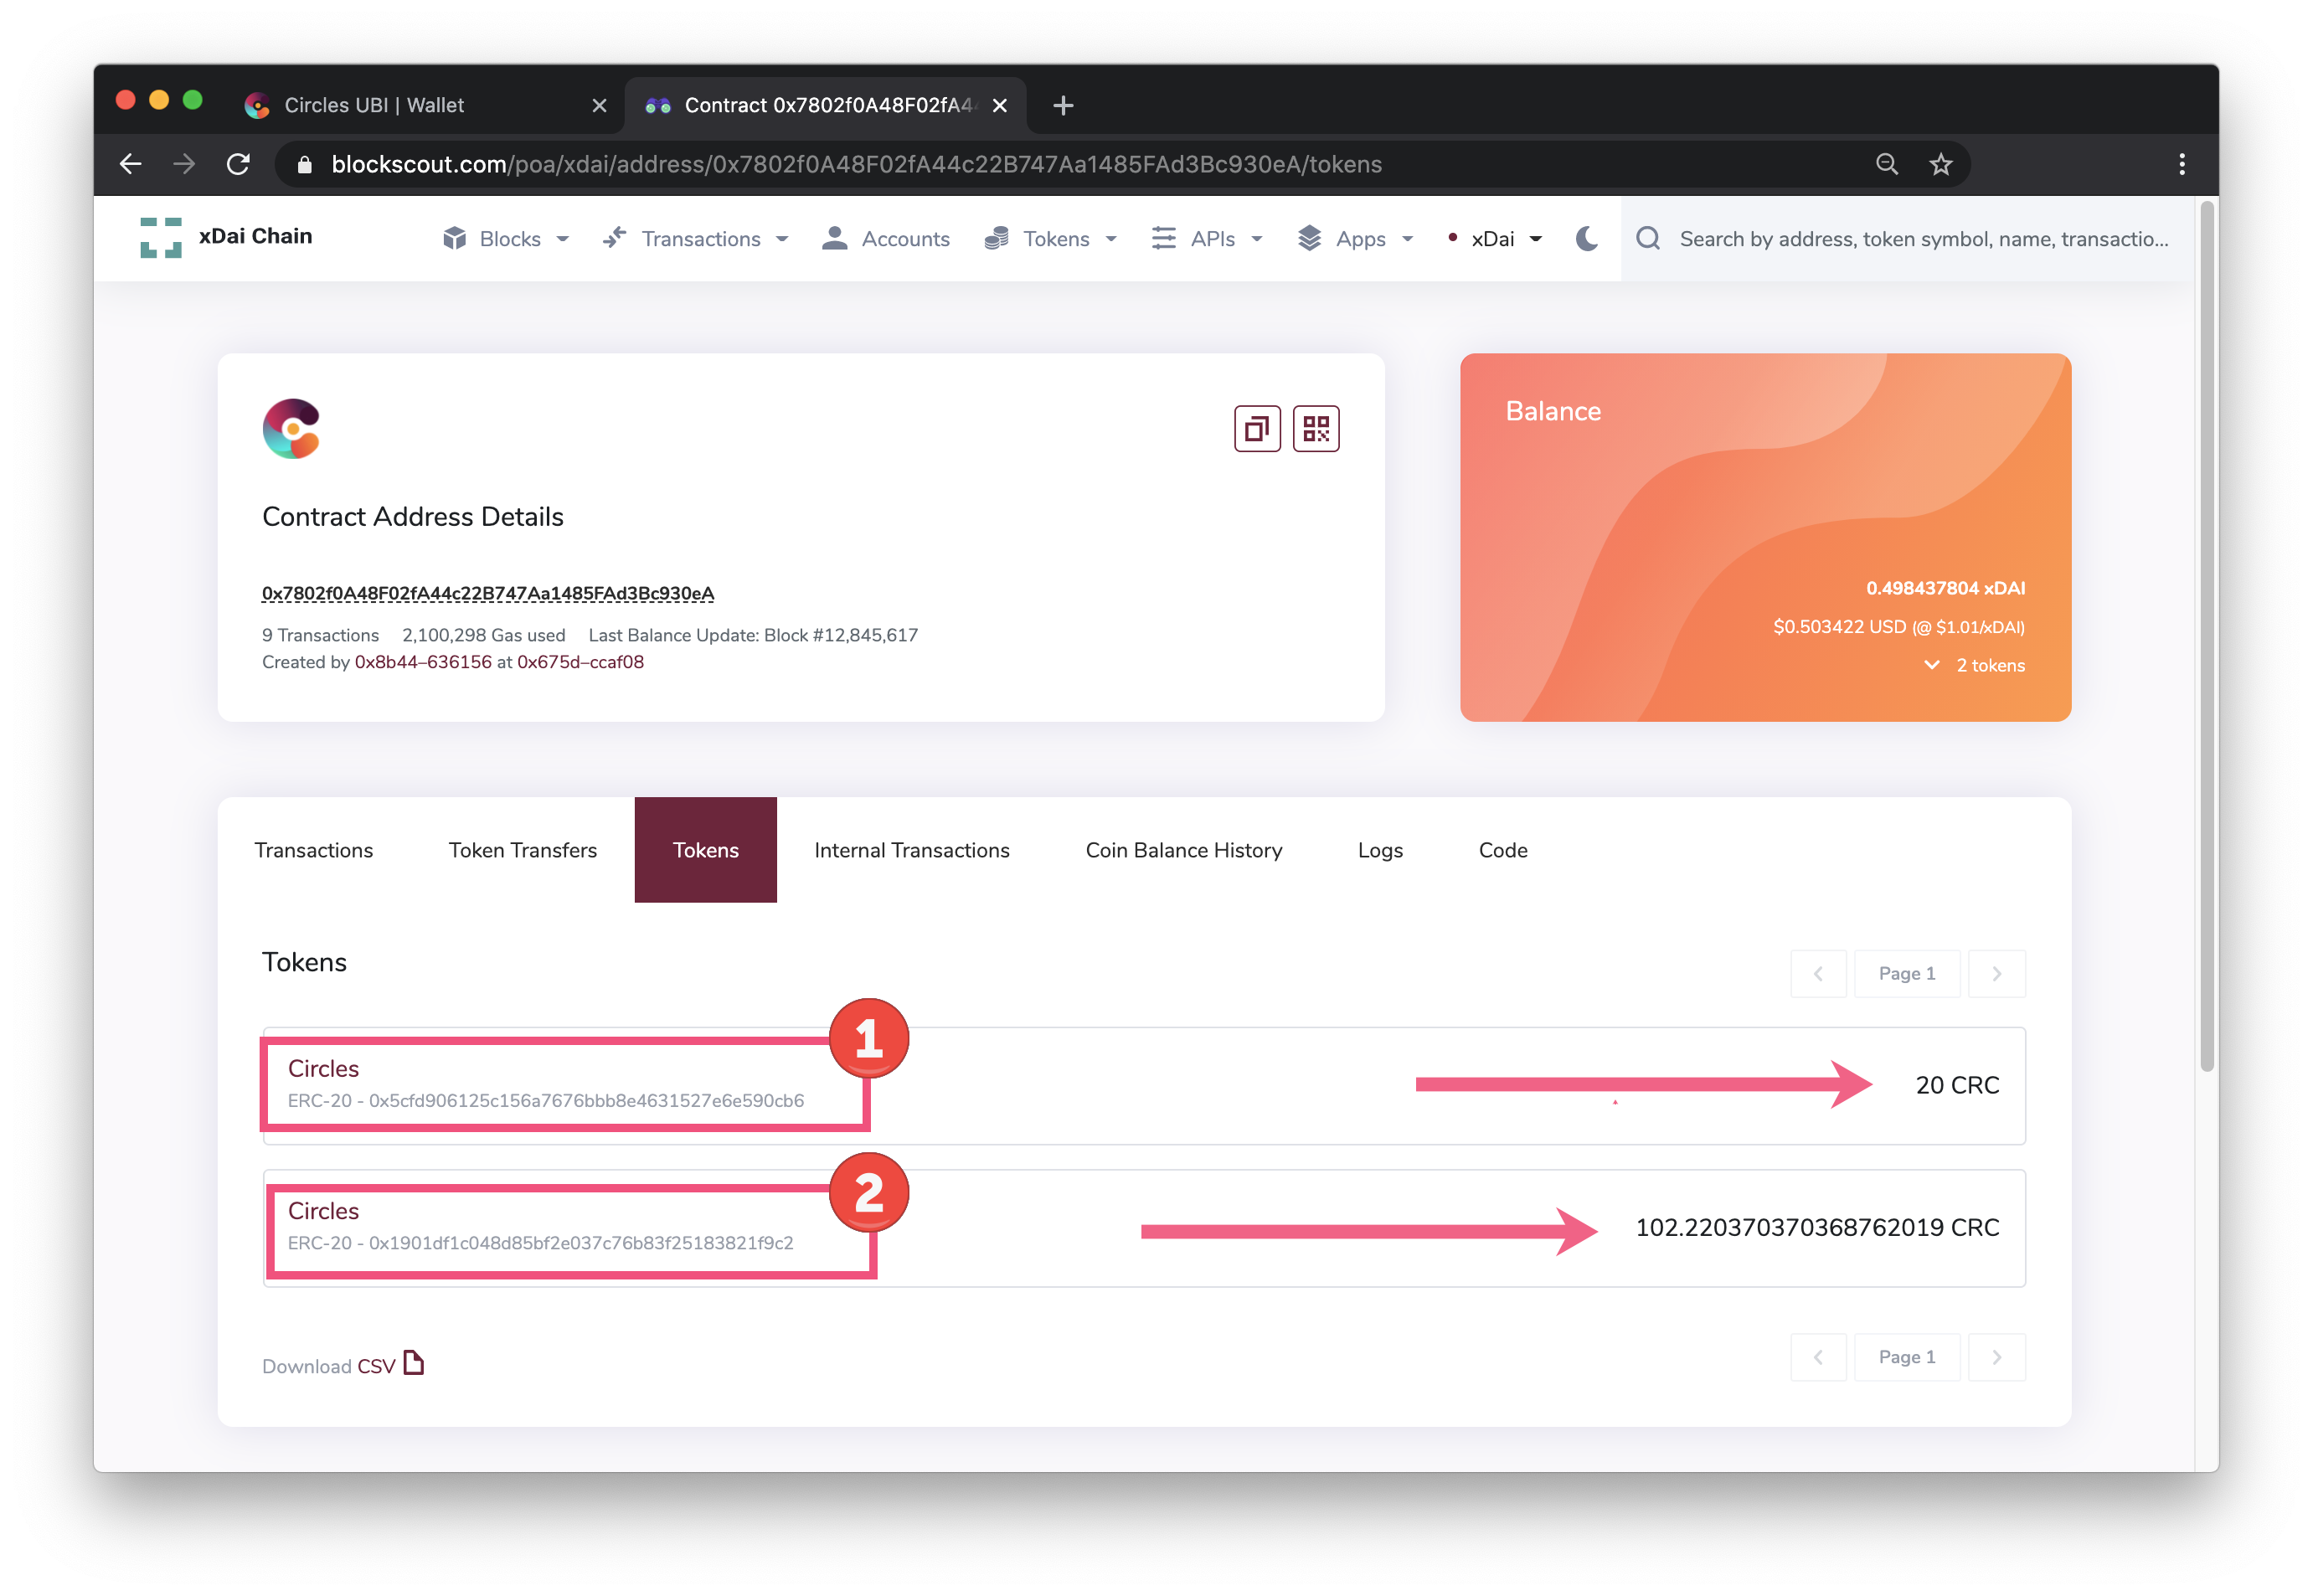 Circles UBI | Wallet
Contract 0x7802f0A48F02fA4
blockscout.com/poa/xdai/address/0x7802f0A48F02fA44c22B747Aa1485FAd3Bc930eA/tokens
xDai Chain
Blocks
Transactions
Accounts
Tokens
APIs
Apps
xDai
Search by address, token symbol, name, transactio...
Contract Address Details
0x7802f0A48F02fA44c22B747Aa1485FAd3Bc930eA
9 Transactions 2,100,298 Gas used Last Balance Update: Block #12,845,617
Created by 0x8b44–636156 at 0x675d–ccaf08
Balance
0.498437804 xDAI
$0.503422 USD (@ $1.01/xDAI)
2 tokens
Transactions
Token Transfers
Tokens
Internal Transactions
Coin Balance History
Logs
Code
Tokens
Page 1
1
Circles
ERC-20 - 0x5cfd906125c156a7676bbb8e4631527e6e590cb6
20 CRC
2
Circles
ERC-20 - 0x1901df1c048d85bf2e037c76b83f25183821f9c2
102.220370370368762019 CRC
Download CSV
Page 1